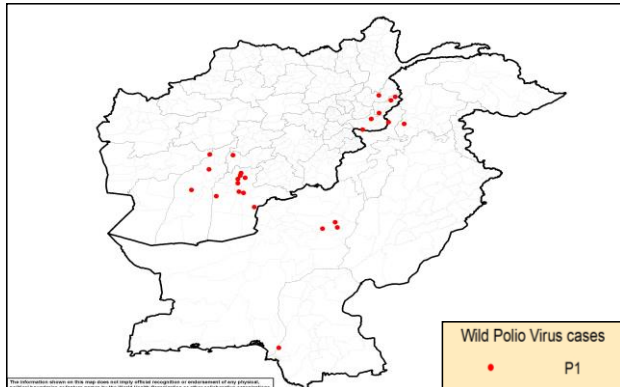 Wild Polio Virus cases
P1
The information shown on this map does not imply official recognition or endorsement of any physical,